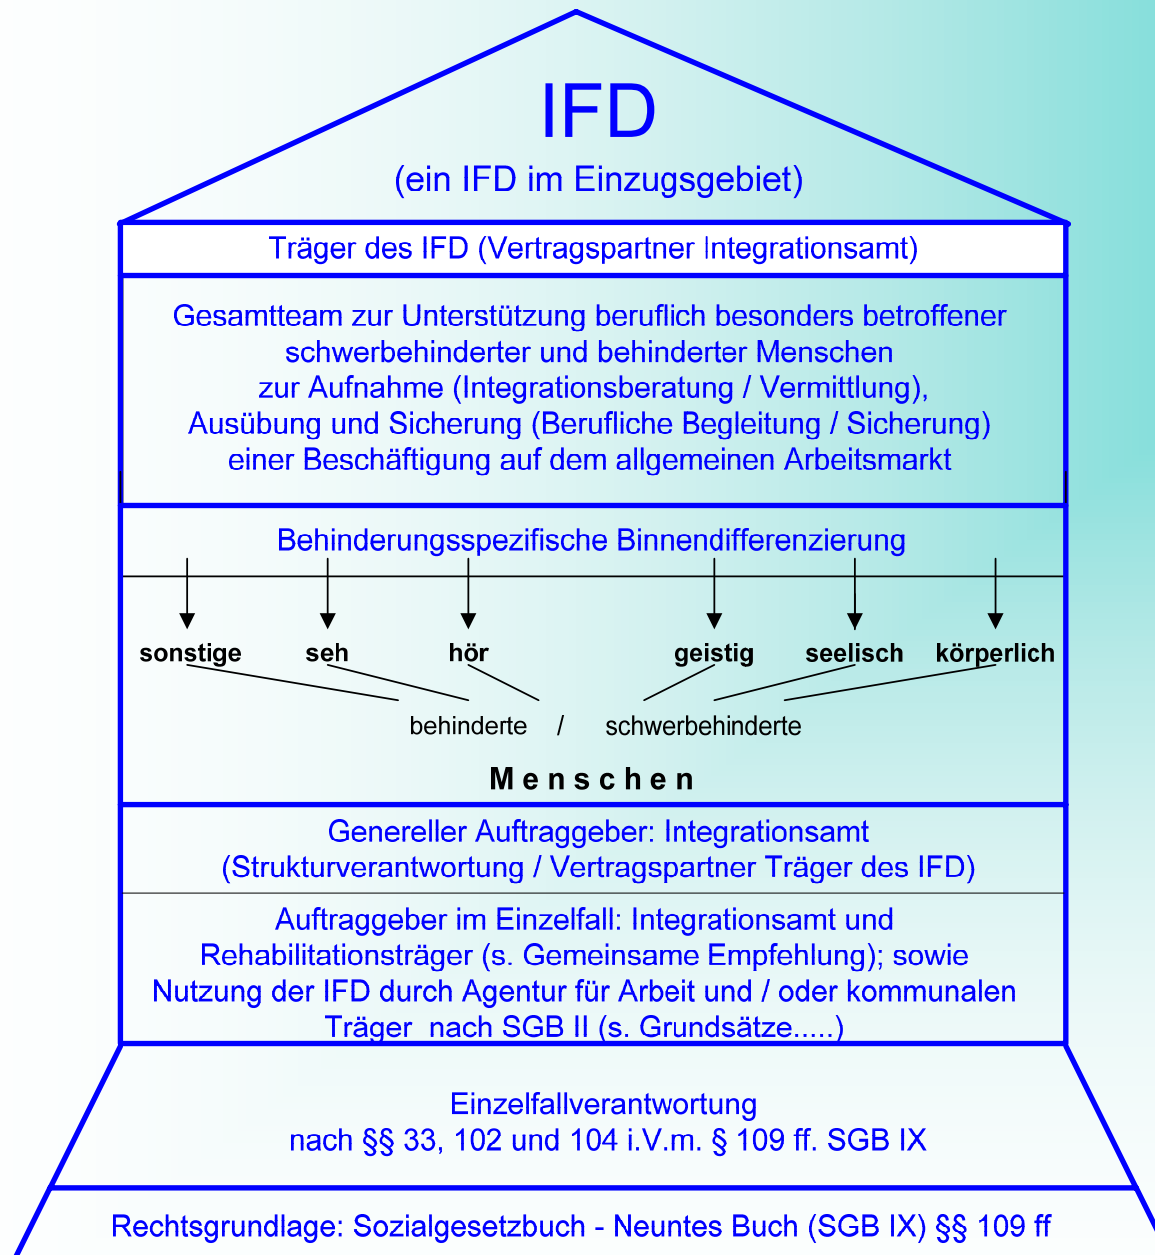 IFD
(ein IFD im Einzugsgebiet)
Träger des IFD (Vertragspartner Integrationsamt)
Gesamtteam zur Unterstützung beruflich besonders betroffener
schwerbehinderter und behinderter Menschen
zur Aufnahme (Integrationsberatung / Vermittlung),
Ausübung und Sicherung (Berufliche Begleitung / Sicherung)
einer Beschäftigung auf dem allgemeinen Arbeitsmarkt
Behinderungsspezifische Binnendifferenzierung
sonstige seh hör geistig seelisch körperlich
behinderte / schwerbehinderte
Menschen
Genereller Auftraggeber: Integrationsamt
(Strukturverantwortung / Vertragspartner Träger des IFD)
Auftraggeber im Einzelfall: Integrationsamt und
Rehabilitationsträger (s. Gemeinsame Empfehlung); sowie
Nutzung der IFD durch Agentur für Arbeit und / oder kommunalen
Träger nach SGB II (s. Grundsätze.....)
Einzelfallverantwortung
nach §§ 33, 102 und 104 i.V.m. § 109 ff. SGB IX
Rechtsgrundlage: Sozialgesetzbuch - Neuntes Buch (SGB IX) §§ 109 ff